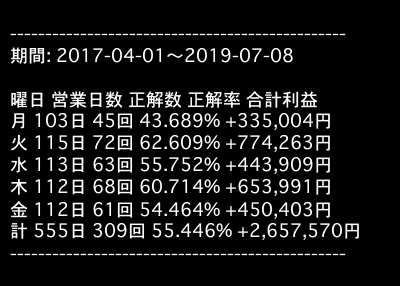 ------------------------------------------------
期間: 2017-04-01～2019-07-08
曜日 営業日数 正解数 正解率 合計利益
月 103日 45回 43.689% +335,004円
火 115日 72回 62.609% +774,263円
水 113日 63回 55.752% +443,909円
木 112日 68回 60.714% +653,991円
金 112日 61回 54.464% +450,403円
計 555日 309回 55.446% +2,657,570円
------------------------------------------------